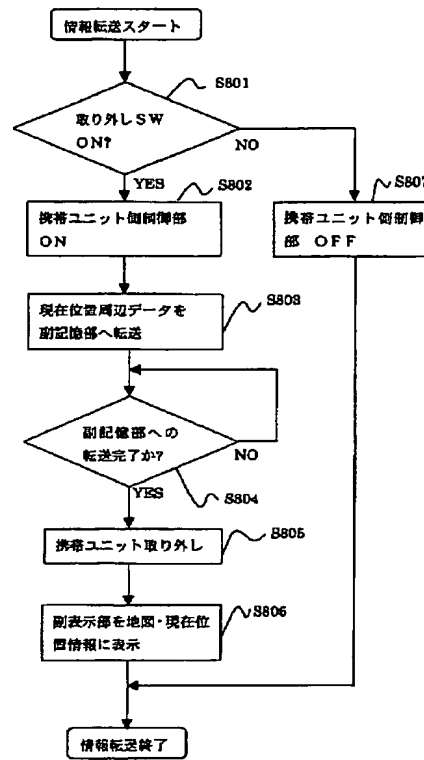 情報転送スタート
S801
取り外しSW
ON?
NO
YES
S802
S807
携帯ユニット側制御部
ON
携帯ユニット側制御
部 OFF
S803
現在位置周辺データを
副記憶部へ転送
副記憶部への
転送完了か?
NO
YES
S804
S805
携帯ユニット取り外し
S806
副表示部を地図・現在位
置情報に表示
情報転送終了